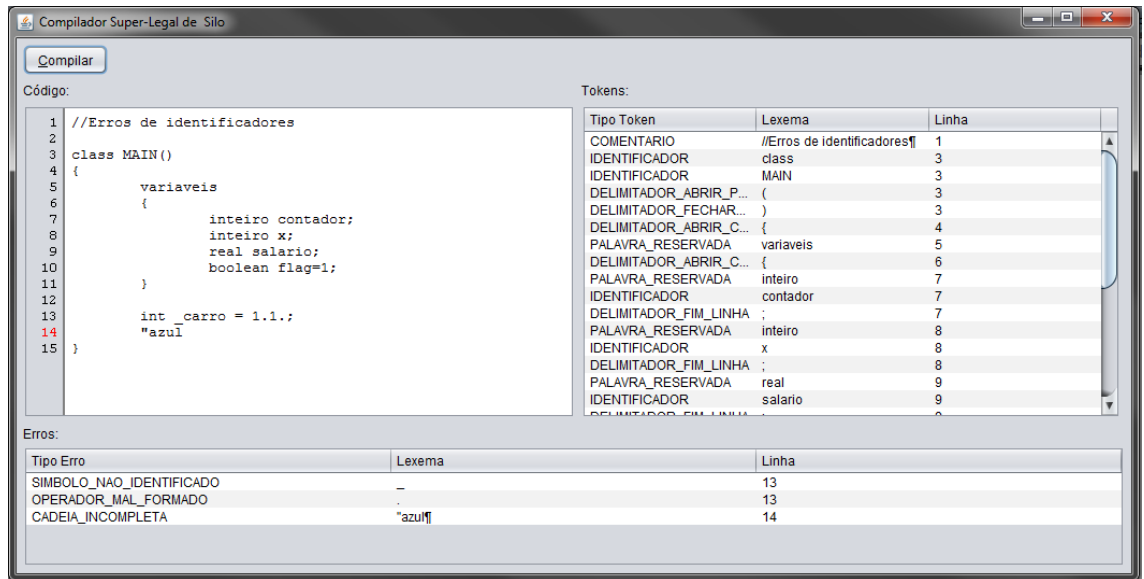 Compilador Super-Legal de Silo
Compilar
Código:
1 //Erros de identificadores
2
3 class MAIN()
4 {
5 variaveis
6 {
7 inteiro contador;
8 inteiro x;
9 real salario;
10 boolean flag=1;
11 }
12
13 int _carro = 1.1.;
14 "azul
15 }
Tokens:
Tipo Token Lexema Linha
COMENTARIO //Erros de identificadores¶ 1
IDENTIFICADOR class 3
IDENTIFICADOR MAIN 3
DELIMITADOR_ABRIR_P... ( 3
DELIMITADOR_FECHAR... ) 3
DELIMITADOR_ABRIR_C... { 4
PALAVRA_RESERVADA variaveis 5
DELIMITADOR_ABRIR_C... { 6
PALAVRA_RESERVADA inteiro 7
IDENTIFICADOR contador 7
DELIMITADOR_FIM_LINHA ; 7
PALAVRA_RESERVADA inteiro 8
IDENTIFICADOR x 8
DELIMITADOR_FIM_LINHA ; 8
PALAVRA_RESERVADA real 9
IDENTIFICADOR salario 9
Erros:
Tipo Erro Lexema Linha
SIMBOLO_NAO_IDENTIFICADO _ 13
OPERADOR_MAL_FORMADO . 13
CADEIA_INCOMPLETA "azul¶ 14